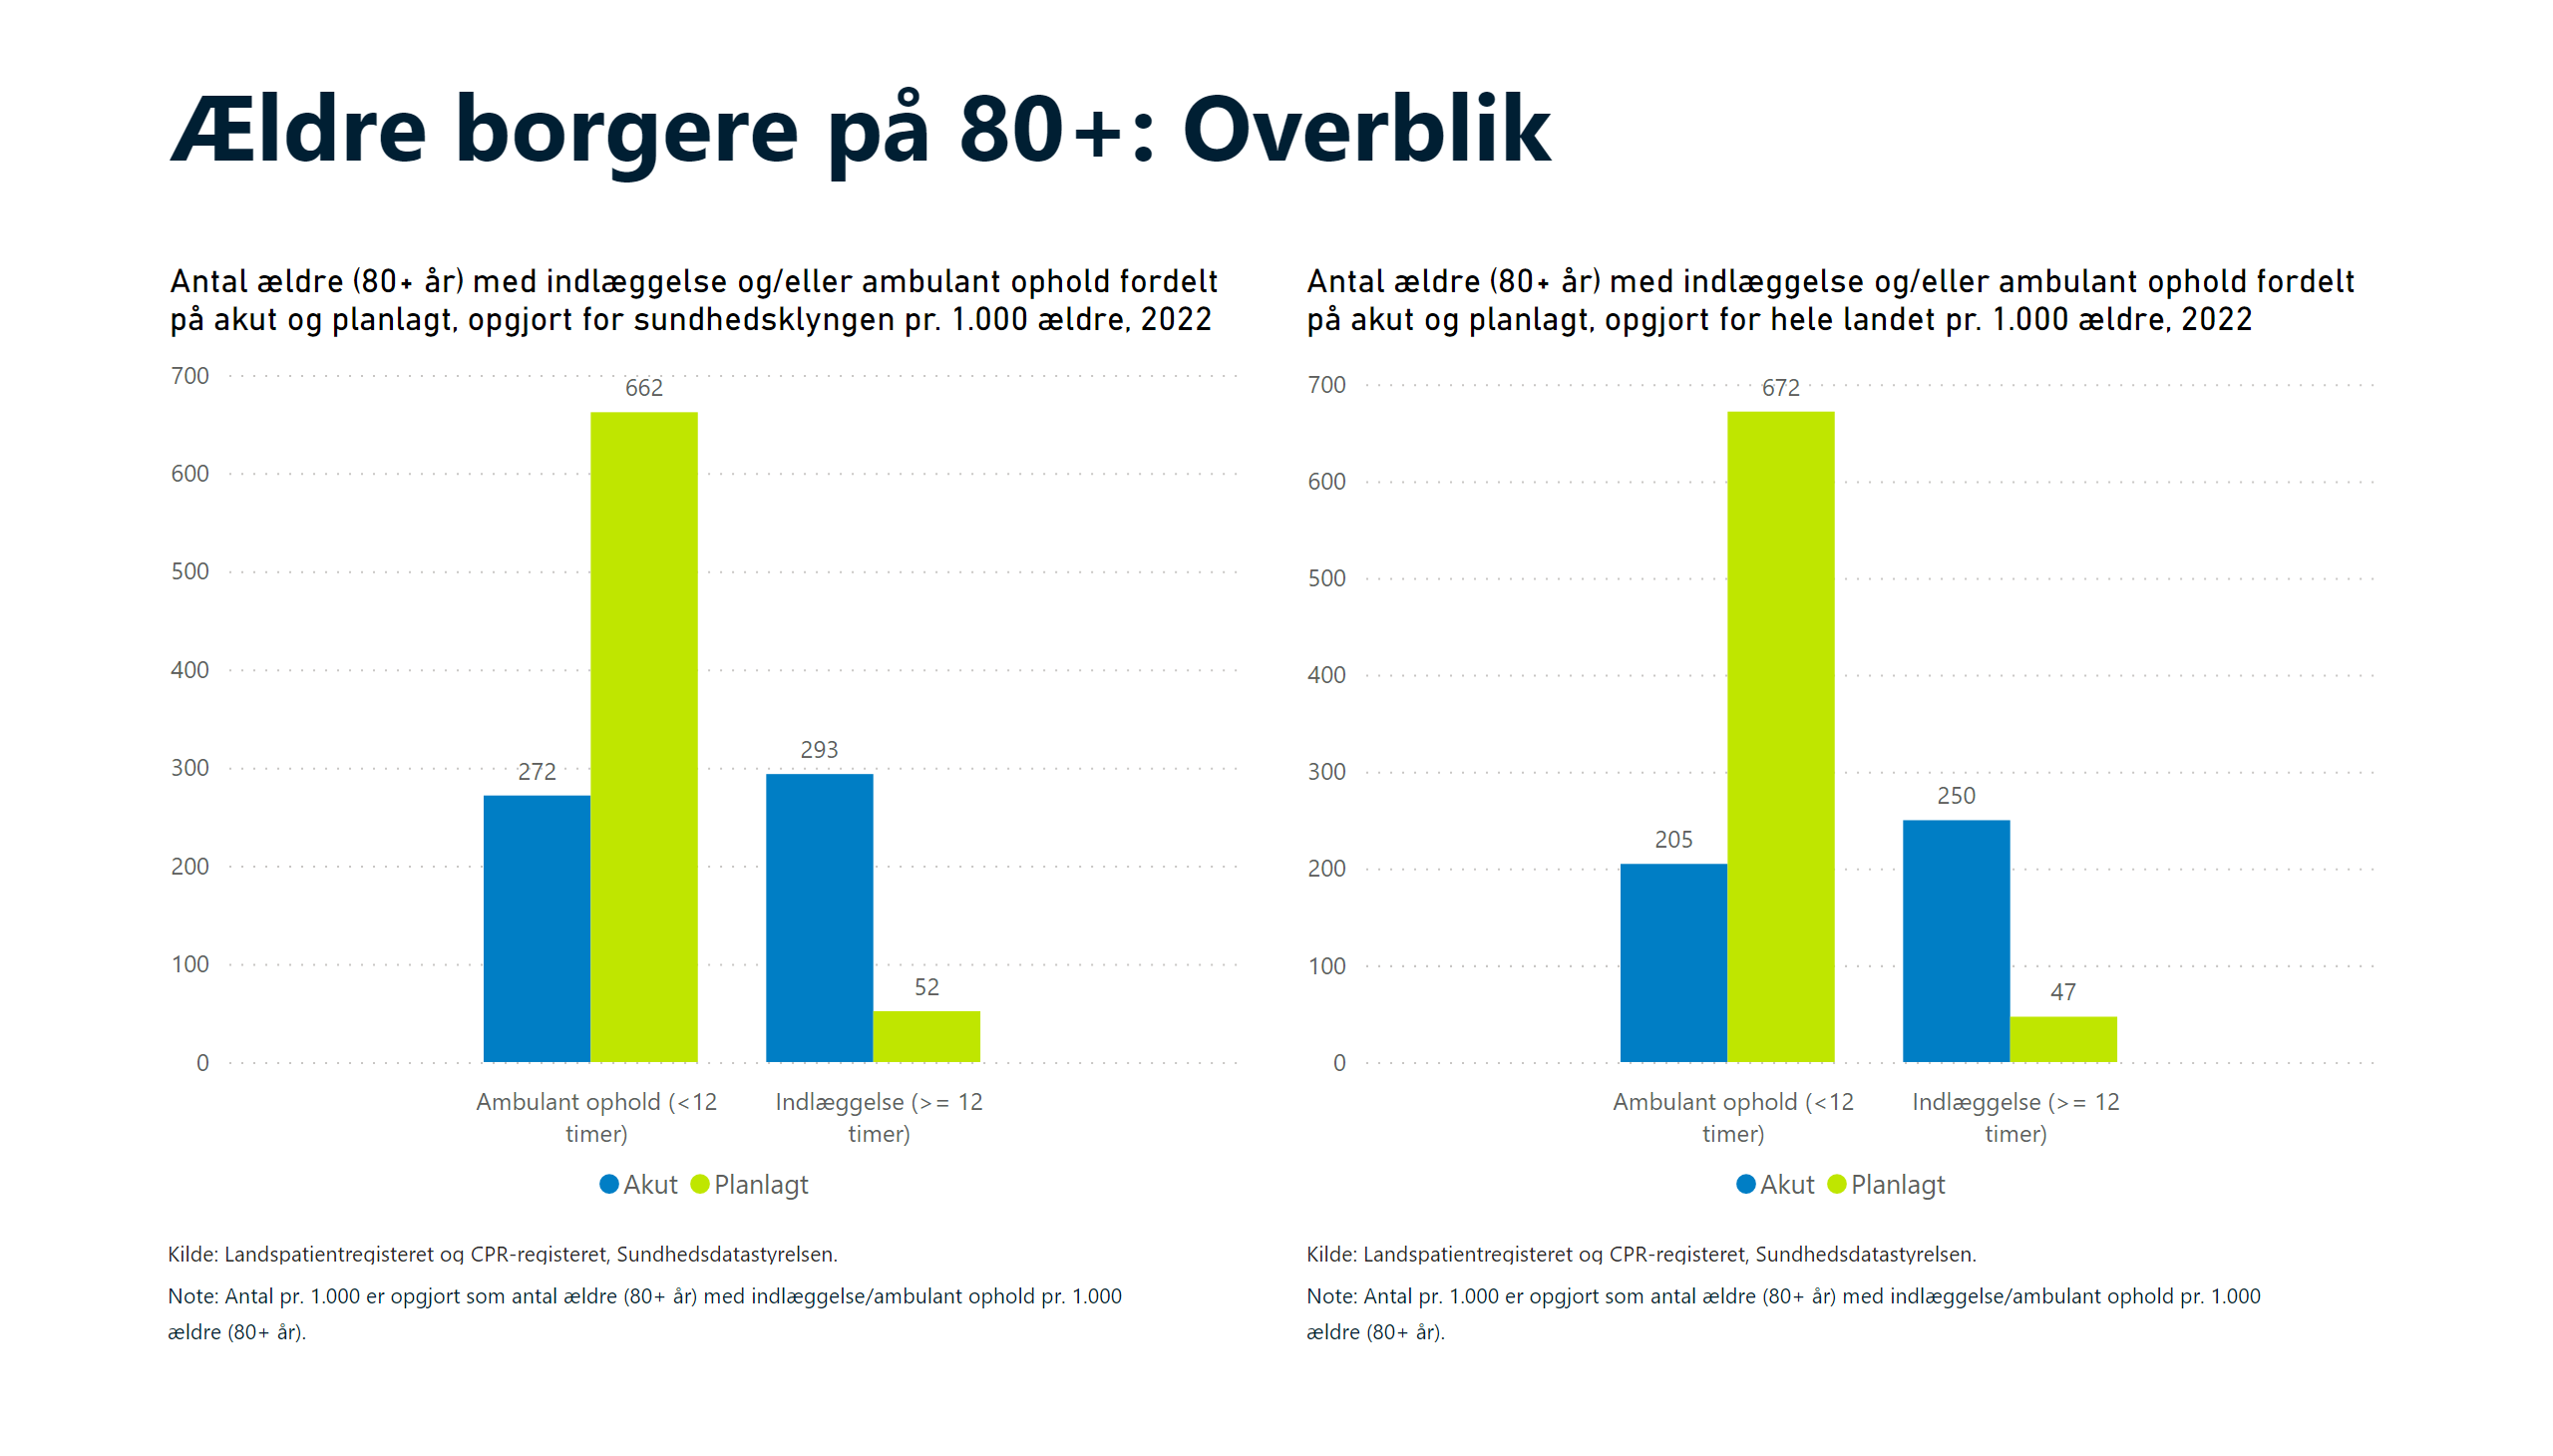 Ældre borgere på 80+: Overblik
Antal ældre (80+ år) med indlæggelse og/eller ambulant ophold fordelt
på akut og planlagt, opgjort for sundhedsklyngen pr. 1.000 ældre, 2022
700
600
500
400
300
200
100
0
272
662
293
52
Ambulant ophold (<12
timer)
Indlæggelse (>= 12
timer)
Akut Planlagt
Kilde: Landspatientregisteret og CPR-registeret, Sundhedsdatastyrelsen.
Note: Antal pr. 1.000 er opgjort som antal ældre (80+ år) med indlæggelse/ambulant ophold pr. 1.000
ældre (80+ år).
Antal ældre (80+ år) med indlæggelse og/eller ambulant ophold fordelt
på akut og planlagt, opgjort for hele landet pr. 1.000 ældre, 2022
700
600
500
400
300
200
100
0
205
672
250
47
Ambulant ophold (<12
timer)
Indlæggelse (>= 12
timer)
Akut Planlagt
Kilde: Landspatientregisteret og CPR-registeret, Sundhedsdatastyrelsen.
Note: Antal pr. 1.000 er opgjort som antal ældre (80+ år) med indlæggelse/ambulant ophold pr. 1.000
ældre (80+ år).